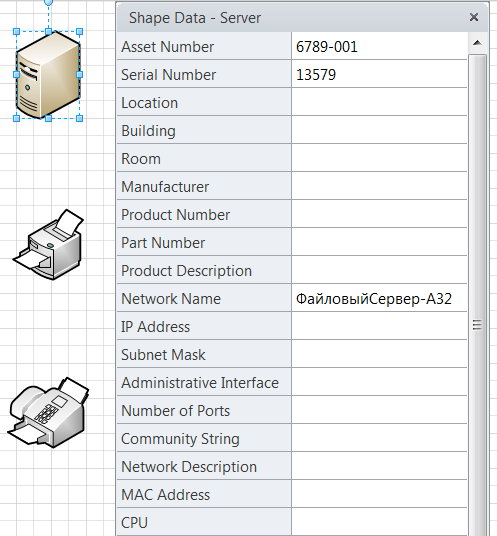 Shape Data - Server
Asset Number 6789-001
Serial Number 13579
Location
Building
Room
Manufacturer
Product Number
Part Number
Product Description
Network Name ФайловыйСервер-А32
IP Address
Subnet Mask
Administrative Interface
Number of Ports
Community String
Network Description
MAC Address
CPU